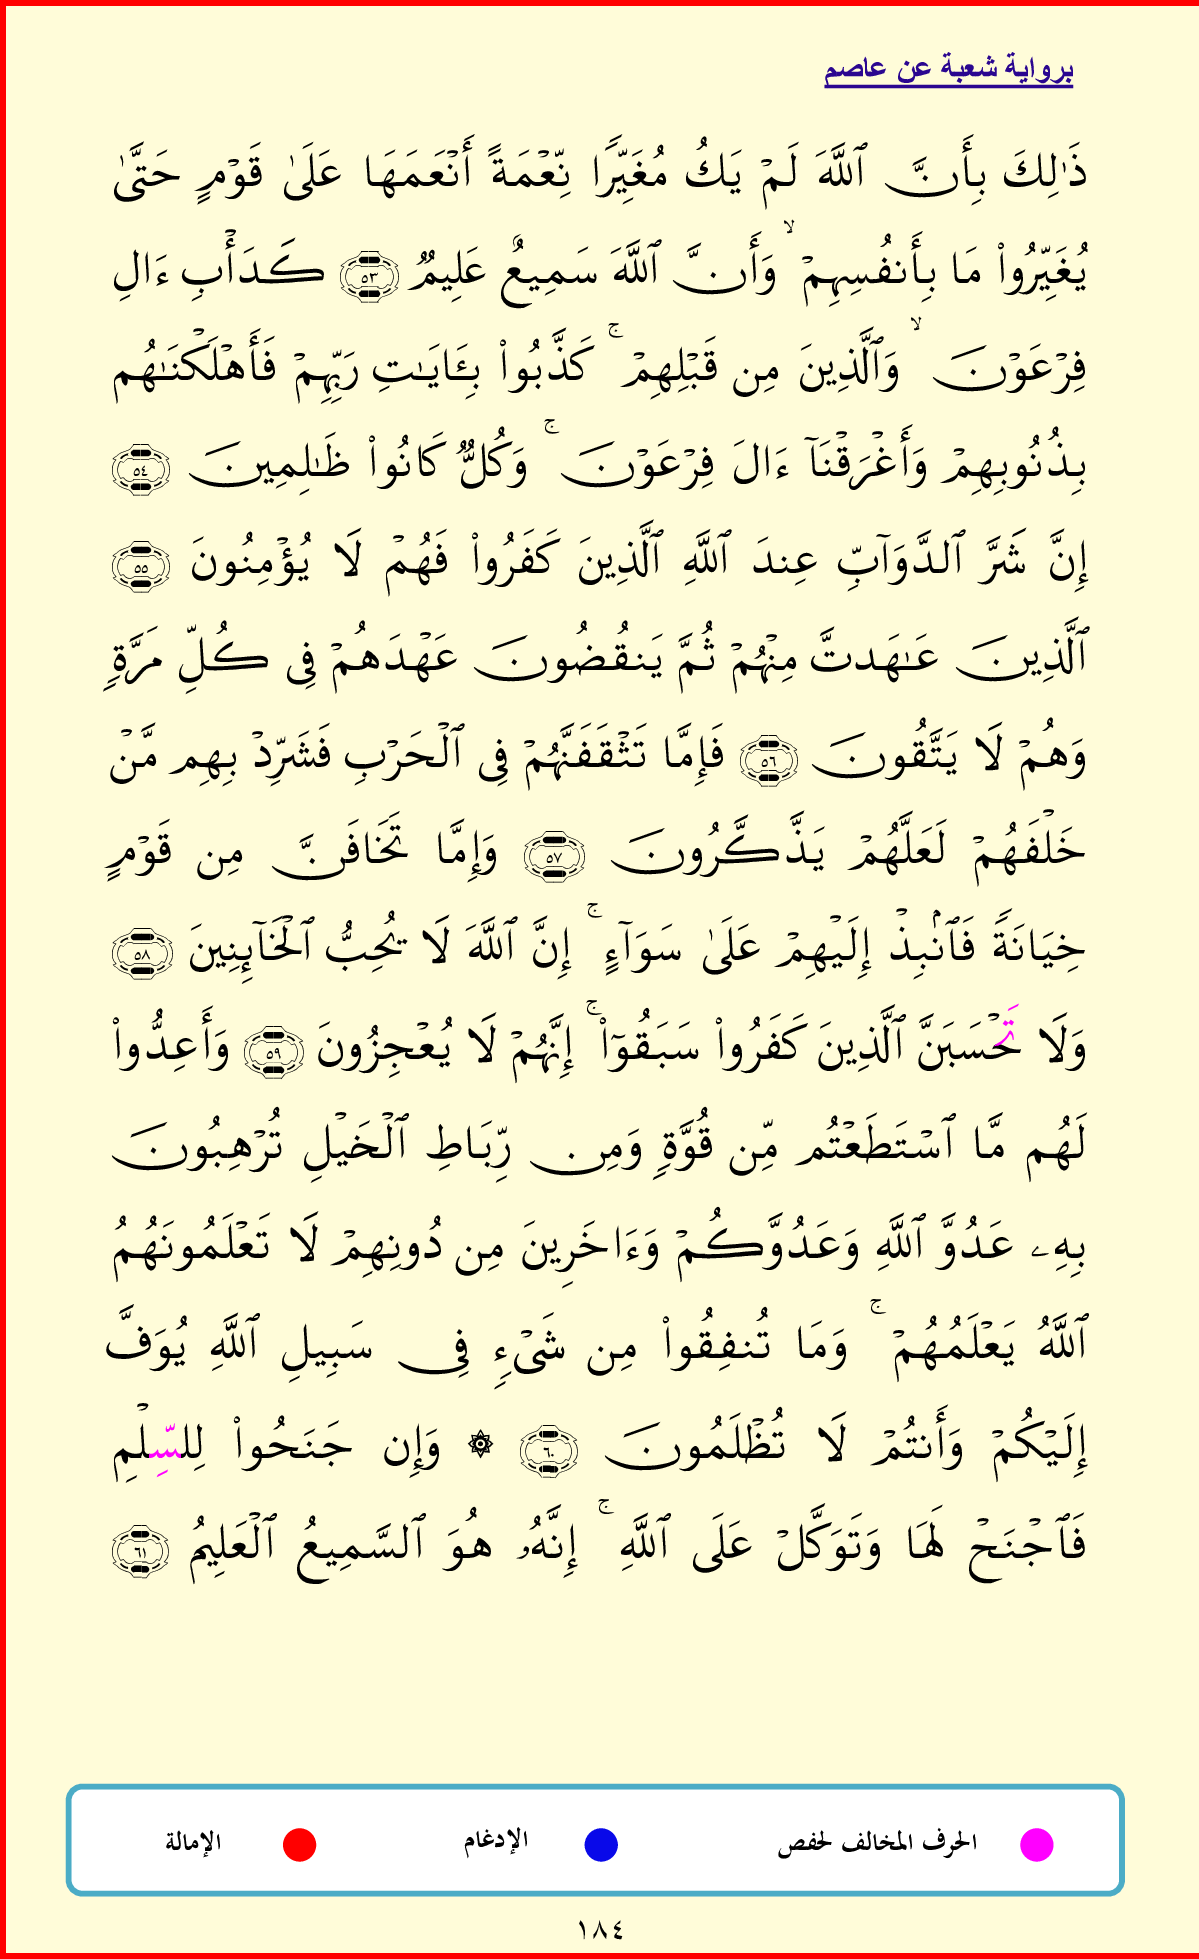 برواية شعبة عن عاصم
ذَٰلِكَ بِأَنَّ ٱللَّهَ لَمۡ يَكُ مُغَيِّرٗا نِّعۡمَةً أَنۡعَمَهَا عَلَىٰ قَوۡمٍ حَتَّىٰ
يُغَيِّرُواْ مَا بِأَنفُسِهِمۡ ۙ وَأَنَّ ٱللَّهَ سَمِيعٌ عَلِيمٞ ٥٣ كَدَأۡبِ ءَالِ
فِرۡعَوۡنَ ۙ وَٱلَّذِينَ مِن قَبۡلِهِمۡ ۚ كَذَّبُواْ بِـَٔايَٰتِ رَبِّهِمۡ فَأَهۡلَكۡنَٰهُم
بِذُنُوبِهِمۡ وَأَغۡرَقۡنَآ ءَالَ فِرۡعَوۡنَ ۚ وَكُلّٞ كَانُواْ ظَٰلِمِينَ ٥٤
إِنَّ شَرَّ ٱلدَّوَآبِّ عِندَ ٱللَّهِ ٱلَّذِينَ كَفَرُواْ فَهُمۡ لَا يُؤۡمِنُونَ ٥٥
ٱلَّذِينَ عَٰهَدتَّ مِنۡهُمۡ ثُمَّ يَنقُضُونَ عَهۡدَهُمۡ فِي كُلِّ مَرَّةٖ
وَهُمۡ لَا يَتَّقُونَ ٥٦ فَإِمَّا تَثۡقَفَنَّهُمۡ فِي ٱلۡحَرۡبِ فَشَرِّدۡ بِهِم مَّنۡ
خَلۡفَهُمۡ لَعَلَّهُمۡ يَذَّكَّرُونَ ٥٧ وَإِمَّا تَخَافَنَّ مِن قَوۡمٍ
خِيَانَةٗ فَٱنۢبِذۡ إِلَيۡهِمۡ عَلَىٰ سَوَآءٍ ۚ إِنَّ ٱللَّهَ لَا يُحِبُّ ٱلۡخَآئِنِينَ ٥٨
وَلَا تَحۡسَبَنَّ ٱلَّذِينَ كَفَرُواْ سَبَقُوٓاْ ۚ إِنَّهُمۡ لَا يُعۡجِزُونَ ٥٩ وَأَعِدُّواْ
لَهُم مَّا ٱسۡتَطَعۡتُم مِّن قُوَّةٖ وَمِن رِّبَاطِ ٱلۡخَيۡلِ تُرۡهِبُونَ
بِهِۦ عَدُوَّ ٱللَّهِ وَعَدُوَّكُمۡ وَءَاخَرِينَ مِن دُونِهِمۡ لَا تَعۡلَمُونَهُمُ
ٱللَّهُ يَعۡلَمُهُمۡ ۚ وَمَا تُنفِقُواْ مِن شَيۡءٖ فِي سَبِيلِ ٱللَّهِ يُوَفَّ
إِلَيۡكُمۡ وَأَنتُمۡ لَا تُظۡلَمُونَ ٦٠ ۞ وَإِن جَنَحُواْ لِلسِّلۡمِ
فَٱجۡنَحۡ لَهَا وَتَوَكَّلۡ عَلَى ٱللَّهِ ۚ إِنَّهُۥ هُوَ ٱلسَّمِيعُ ٱلۡعَلِيمُ ٦١
الحرف المخالف لحفص الإدغام الإمالة
١٨٤